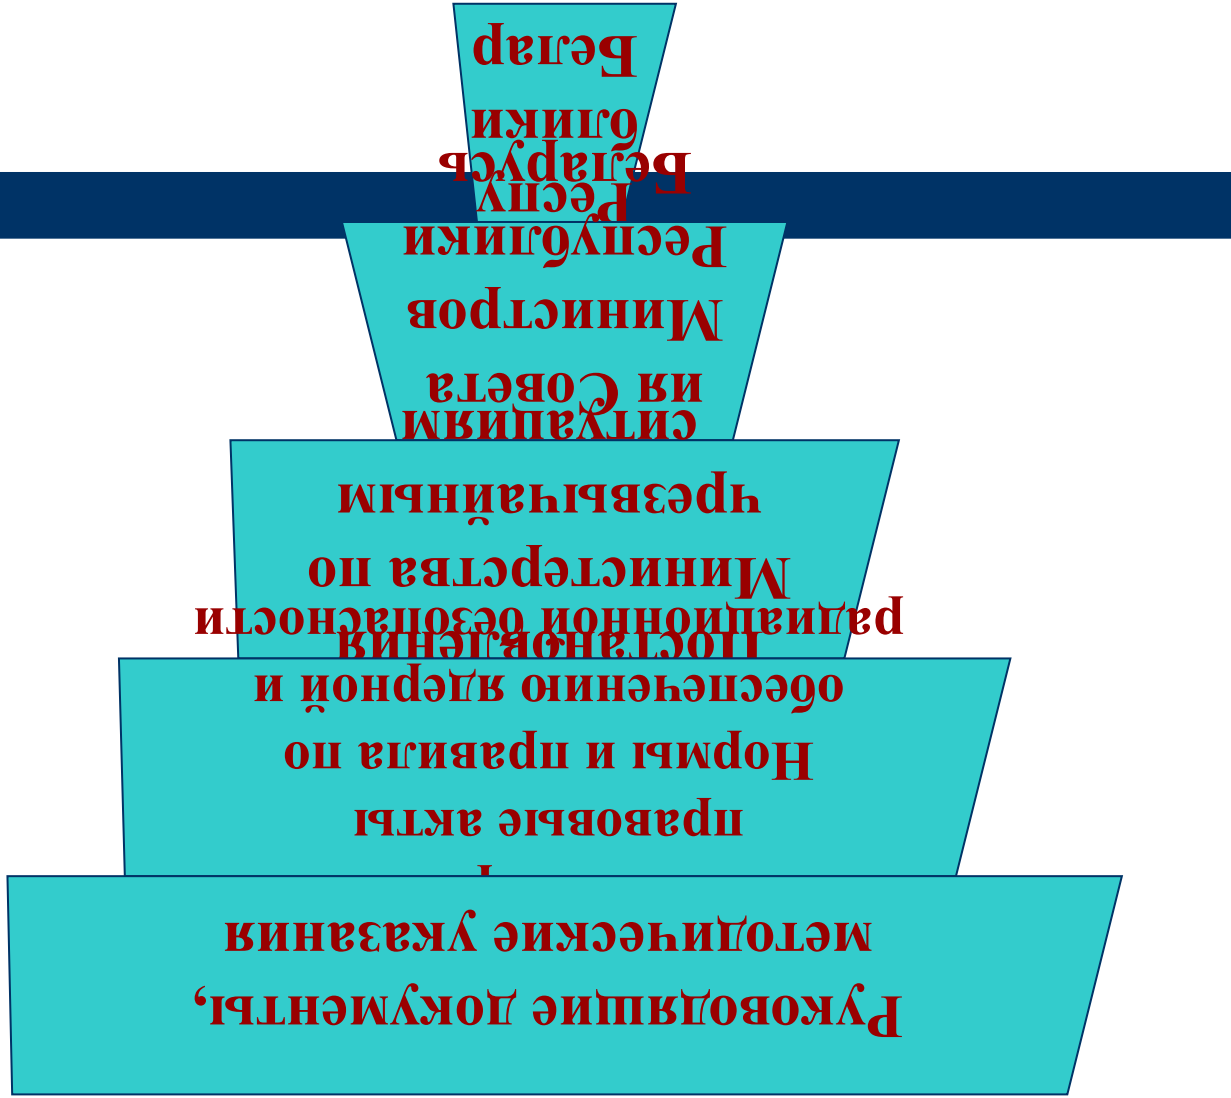 Руководящие документы,
методические указания
правовые акты
Нормы и правила по
обеспечению ядерной и
радиационной безопасности
Постановления
Министерства по
чрезвычайным
ситуациям
ия Совета
Министров
Республики
Беларусь
Респу
блики
Белар